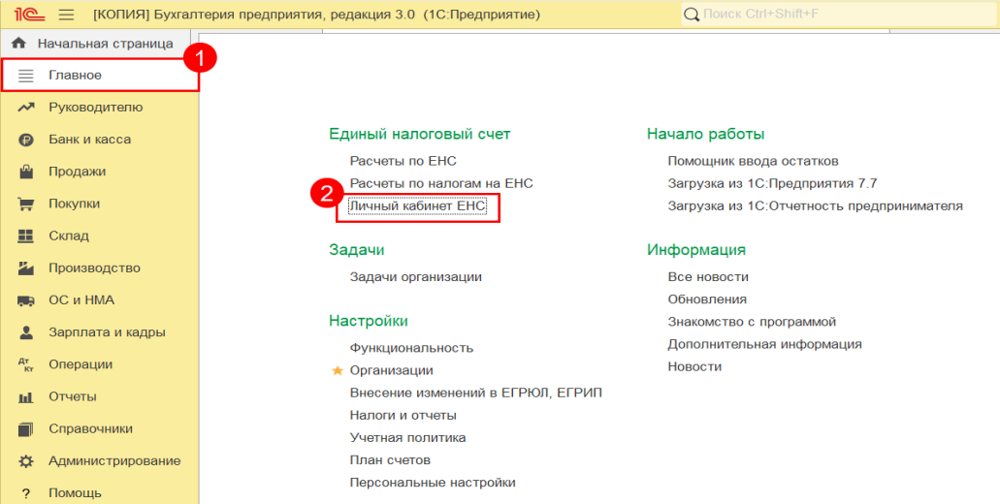 1С [КОПИЯ] Бухгалтерия предприятия, редакция 3.0 (1С:Предприятие) Поиск Ctrl+Shift+F
Начальная страница
1
Главное
Руководителю
Банк и касса
Продажи
Покупки
Склад
Производство
ОС и НМА
Зарплата и кадры
Дт Кт Операции
Отчеты
Справочники
Администрирование
? Помощь
Единый налоговый счет
Расчеты по ЕНС
Расчеты по налогам на ЕНС
2
Личный кабинет ЕНС
Задачи
Задачи организации
Настройки
Функциональность
Организации
Внесение изменений в ЕГРЮЛ, ЕГРИП
Налоги и отчеты
Учетная политика
План счетов
Персональные настройки
Начало работы
Помощник ввода остатков
Загрузка из 1С:Предприятия 7.7
Загрузка из 1С:Отчетность предпринимателя
Информация
Все новости
Обновления
Знакомство с программой
Дополнительная информация
Новости